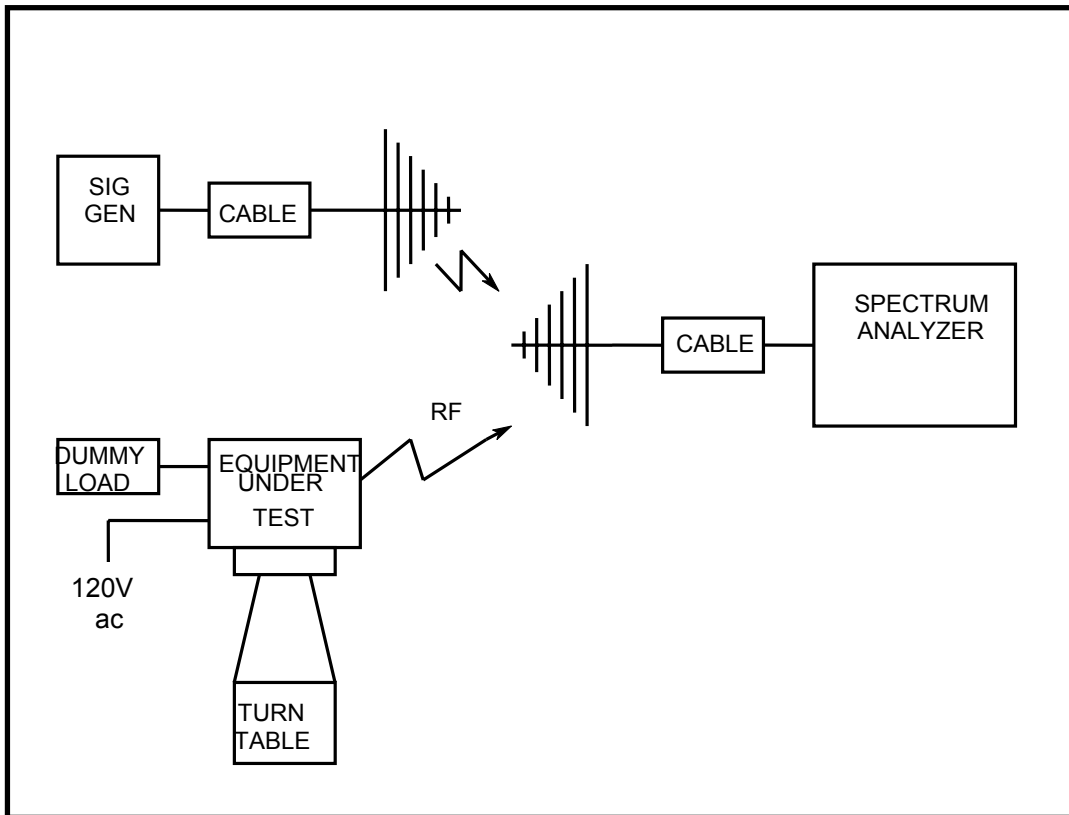 SIG
GEN
CABLE
SPECTRUM
ANALYZER
CABLE
RF
DUMMY
LOAD
EQUIPMENT
UNDER
TEST
120V
ac
TURN
TABLE